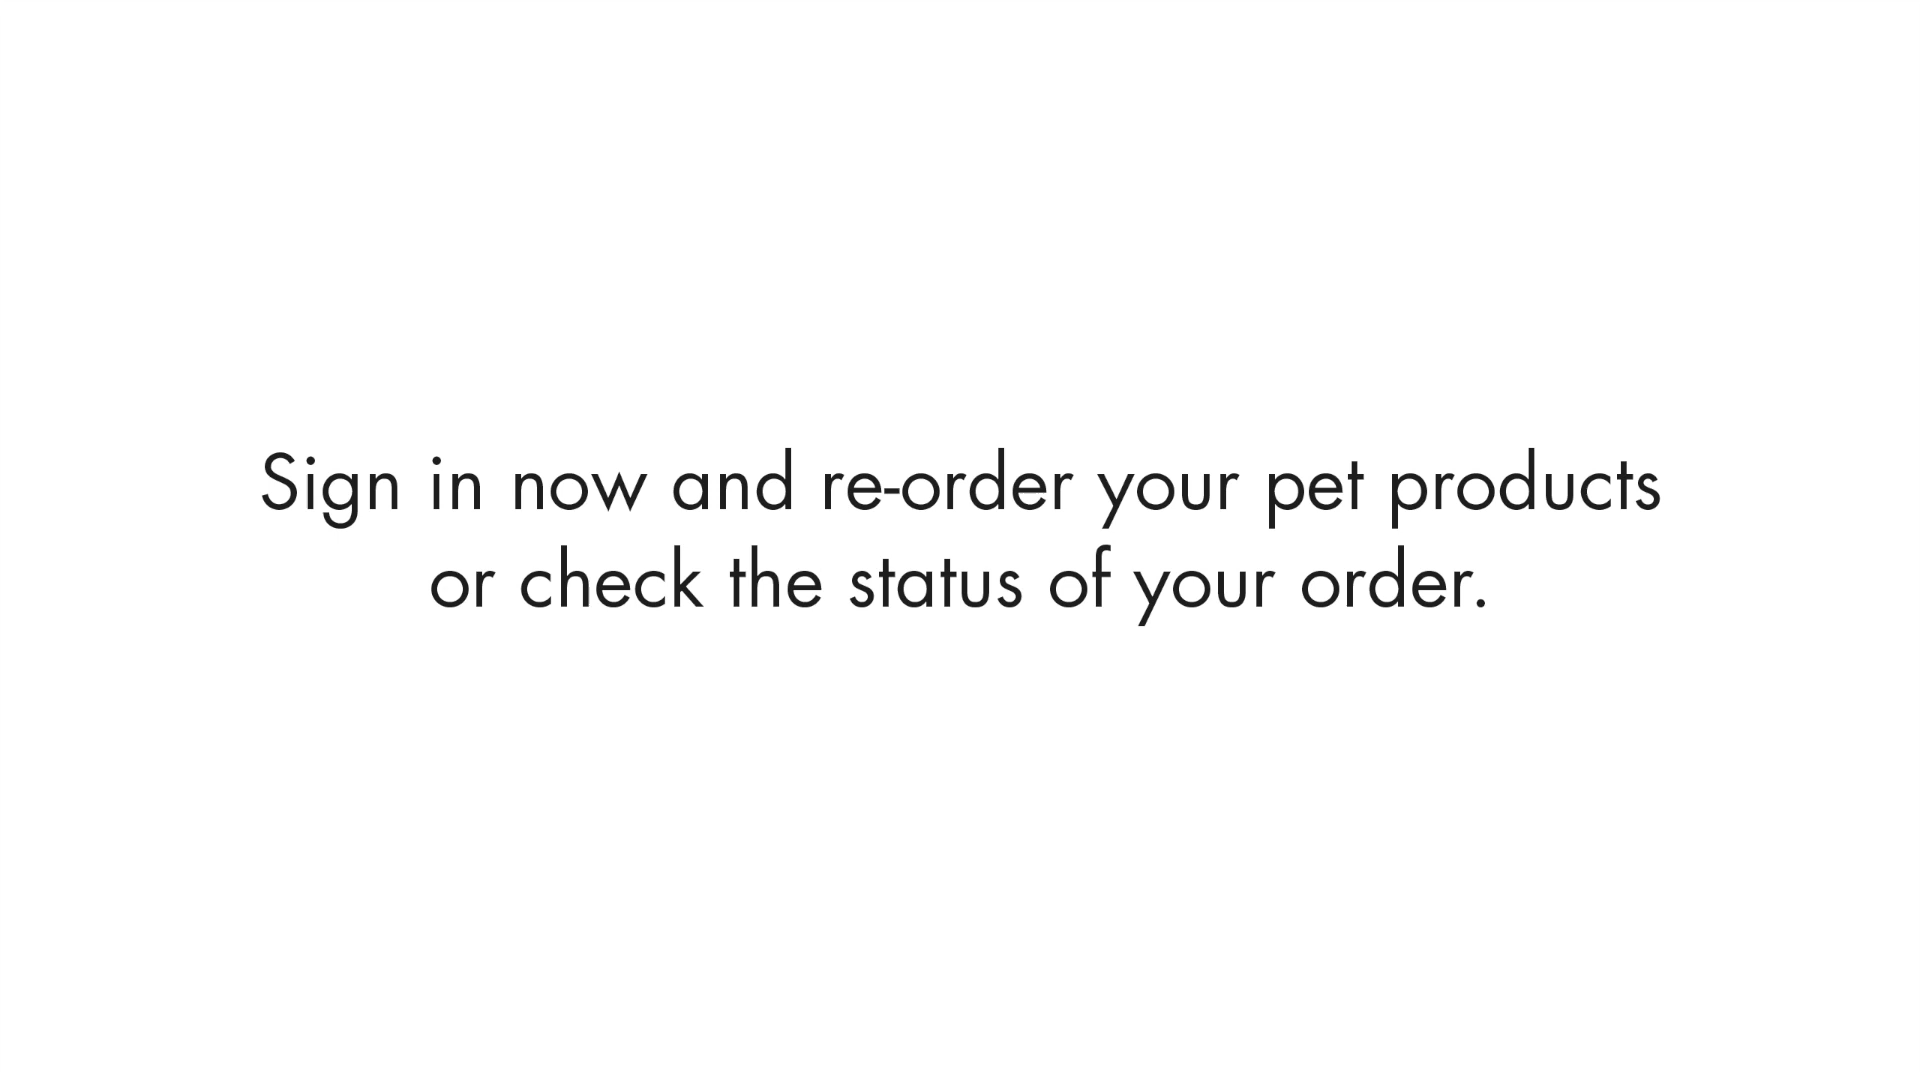 Sign in now and re-order your pet products
or check the status of your order.